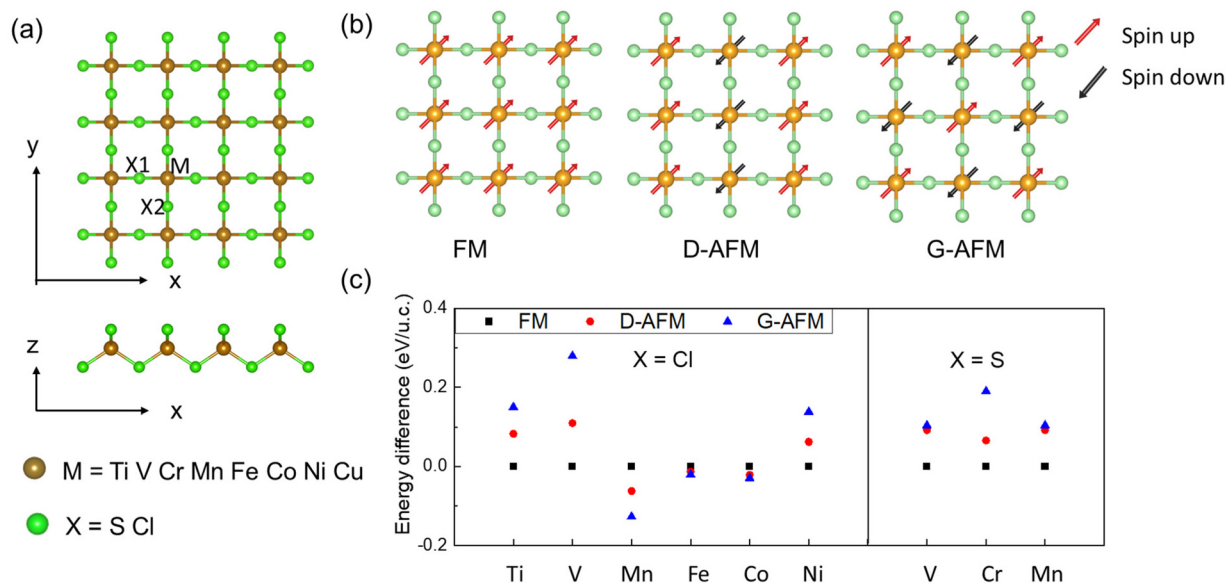 (a)
y
X1
M
X2
x
z
x
M = Ti V Cr Mn Fe Co Ni Cu
X = S Cl
(b)
Spin up
Spin down
FM
D-AFM
G-AFM
(c)
Energy difference (eV/u.c.)
0.4
0.2
0.0
-0.2
FM
D-AFM
G-AFM
X = Cl
X = S
Ti V Mn Fe Co Ni V Cr Mn